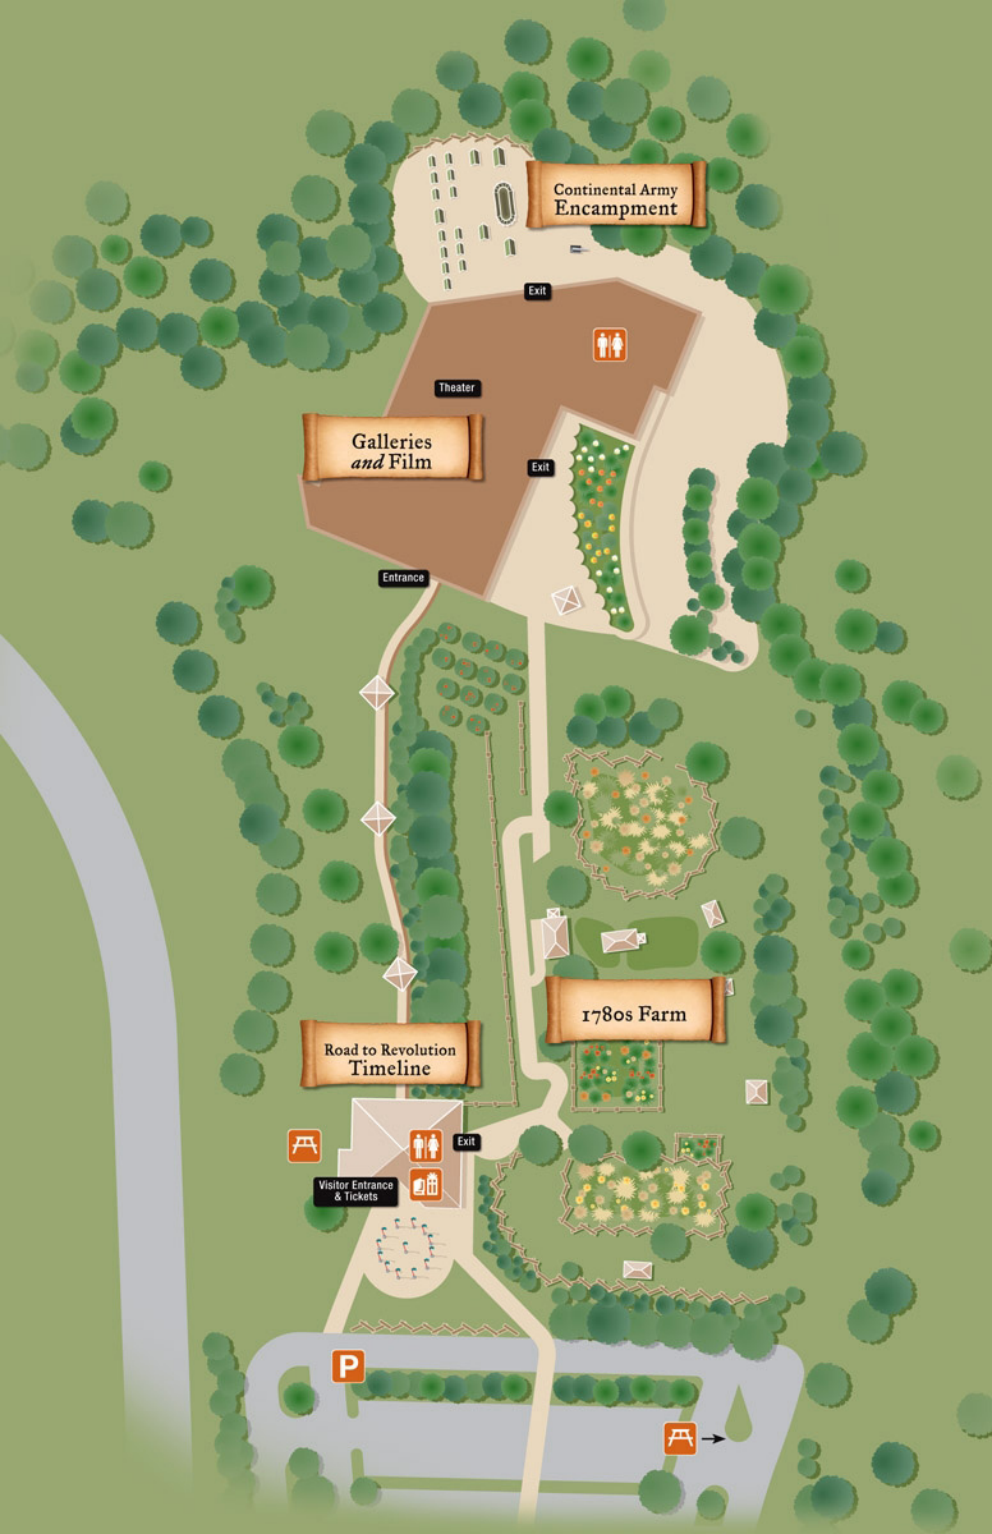 Continental Army
Encampment
Exit
Theater
Galleries
and Film
Exit
Entrance
1780s Farm
Road to Revolution
Timeline
Exit
Visitor Entrance
& Tickets
P